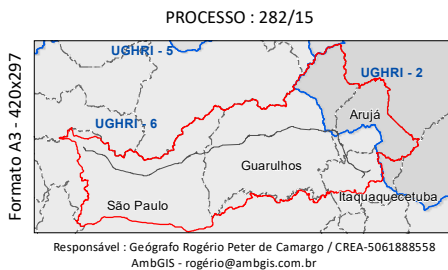 PROCESSO : 282/15
Formato A3 - 420x297
UGHRI - 5
UGHRI - 2
UGHRI - 6
Arujá
Guarulhos
Itaquaquecetuba
São Paulo
Responsável : Geógrafo Rogério Peter de Camargo / CREA-5061888558
AmbGIS - rogério@ambgis.com.br